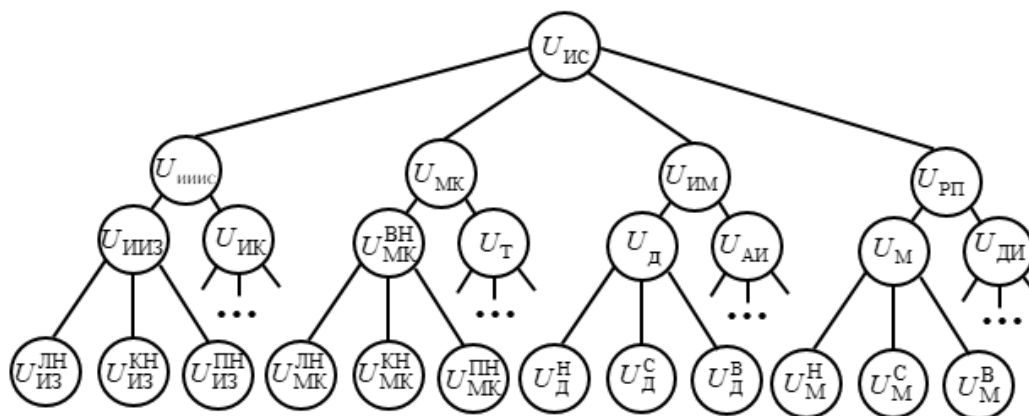 U_ИС
U_ИИИС U_МК U_ИМ U_РП
U_ИИЗ U_ИК U_МК^ВН U_Т U_Д U_АИ U_М U_ДИ
... ... ... ...
U_ИЗ^ЛН U_ИЗ^КН U_ИЗ^ПН U_МК^ЛН U_МК^КН U_МК^ПН U_Д^Н U_Д^С U_Д^В U_М^Н U_М^С U_М^В